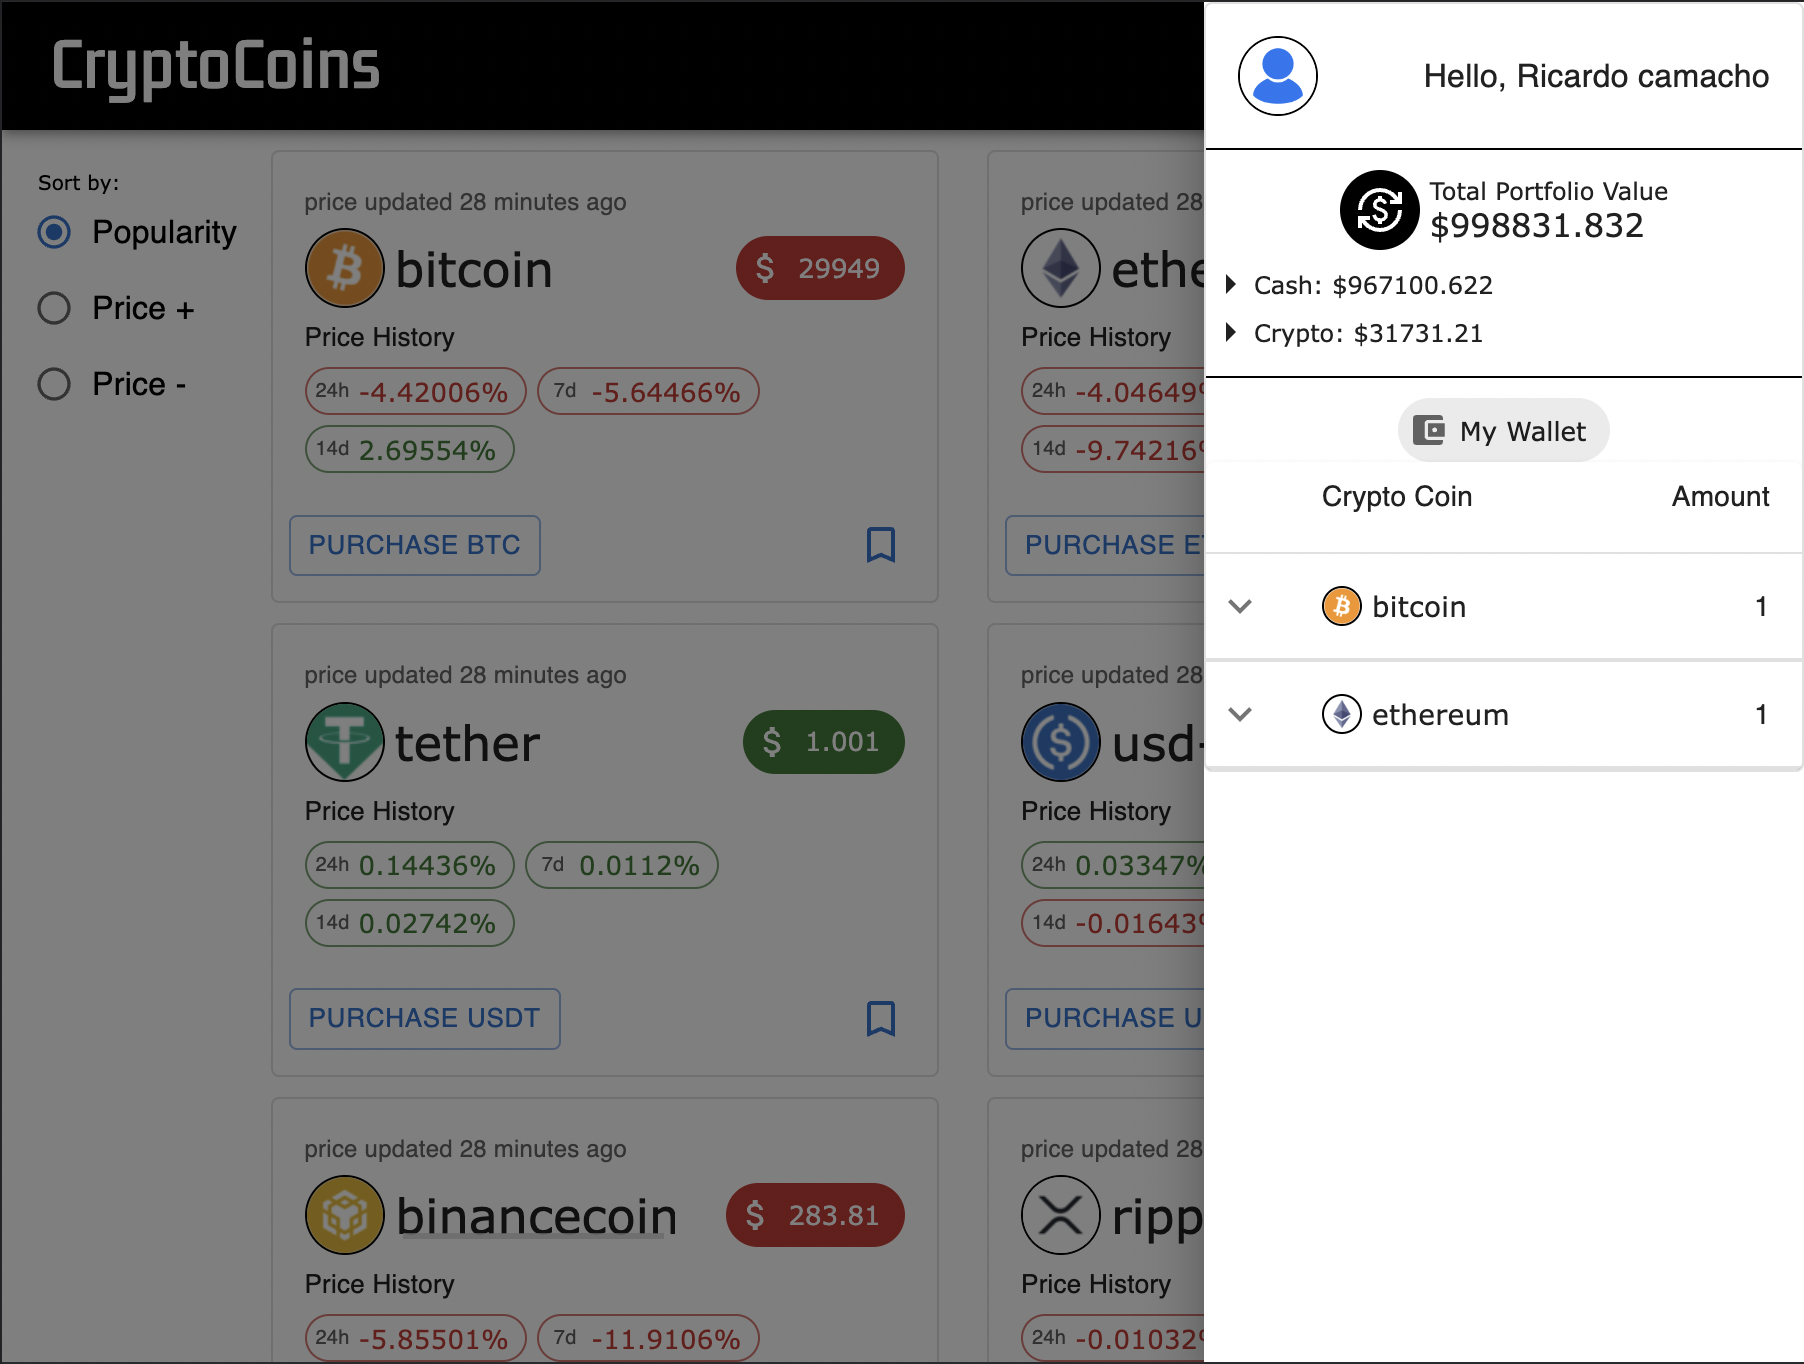 CryptoCoins
Sort by:
Popularity
Price +
Price -
price updated 28 minutes ago
bitcoin
$ 29949
Price History
24h -4.42006% 7d -5.64466%
14d 2.69554%
PURCHASE BTC
price updated 28
ethe
Price History
24h -4.04649
14d -9.74216
PURCHASE E
price updated 28 minutes ago
tether
$ 1.001
Price History
24h 0.14436% 7d 0.0112%
14d 0.02742%
PURCHASE USDT
price updated 28
usd-
Price History
24h 0.03347%
14d -0.01643
PURCHASE U
price updated 28 minutes ago
binancecoin
$ 283.81
Price History
24h -5.85501% 7d -11.9106%
price updated 28
ripp
Price History
24h -0.01032
Hello, Ricardo camacho
Total Portfolio Value
$998831.832
Cash: $967100.622
Crypto: $31731.21
My Wallet
Crypto Coin Amount
bitcoin 1
ethereum 1